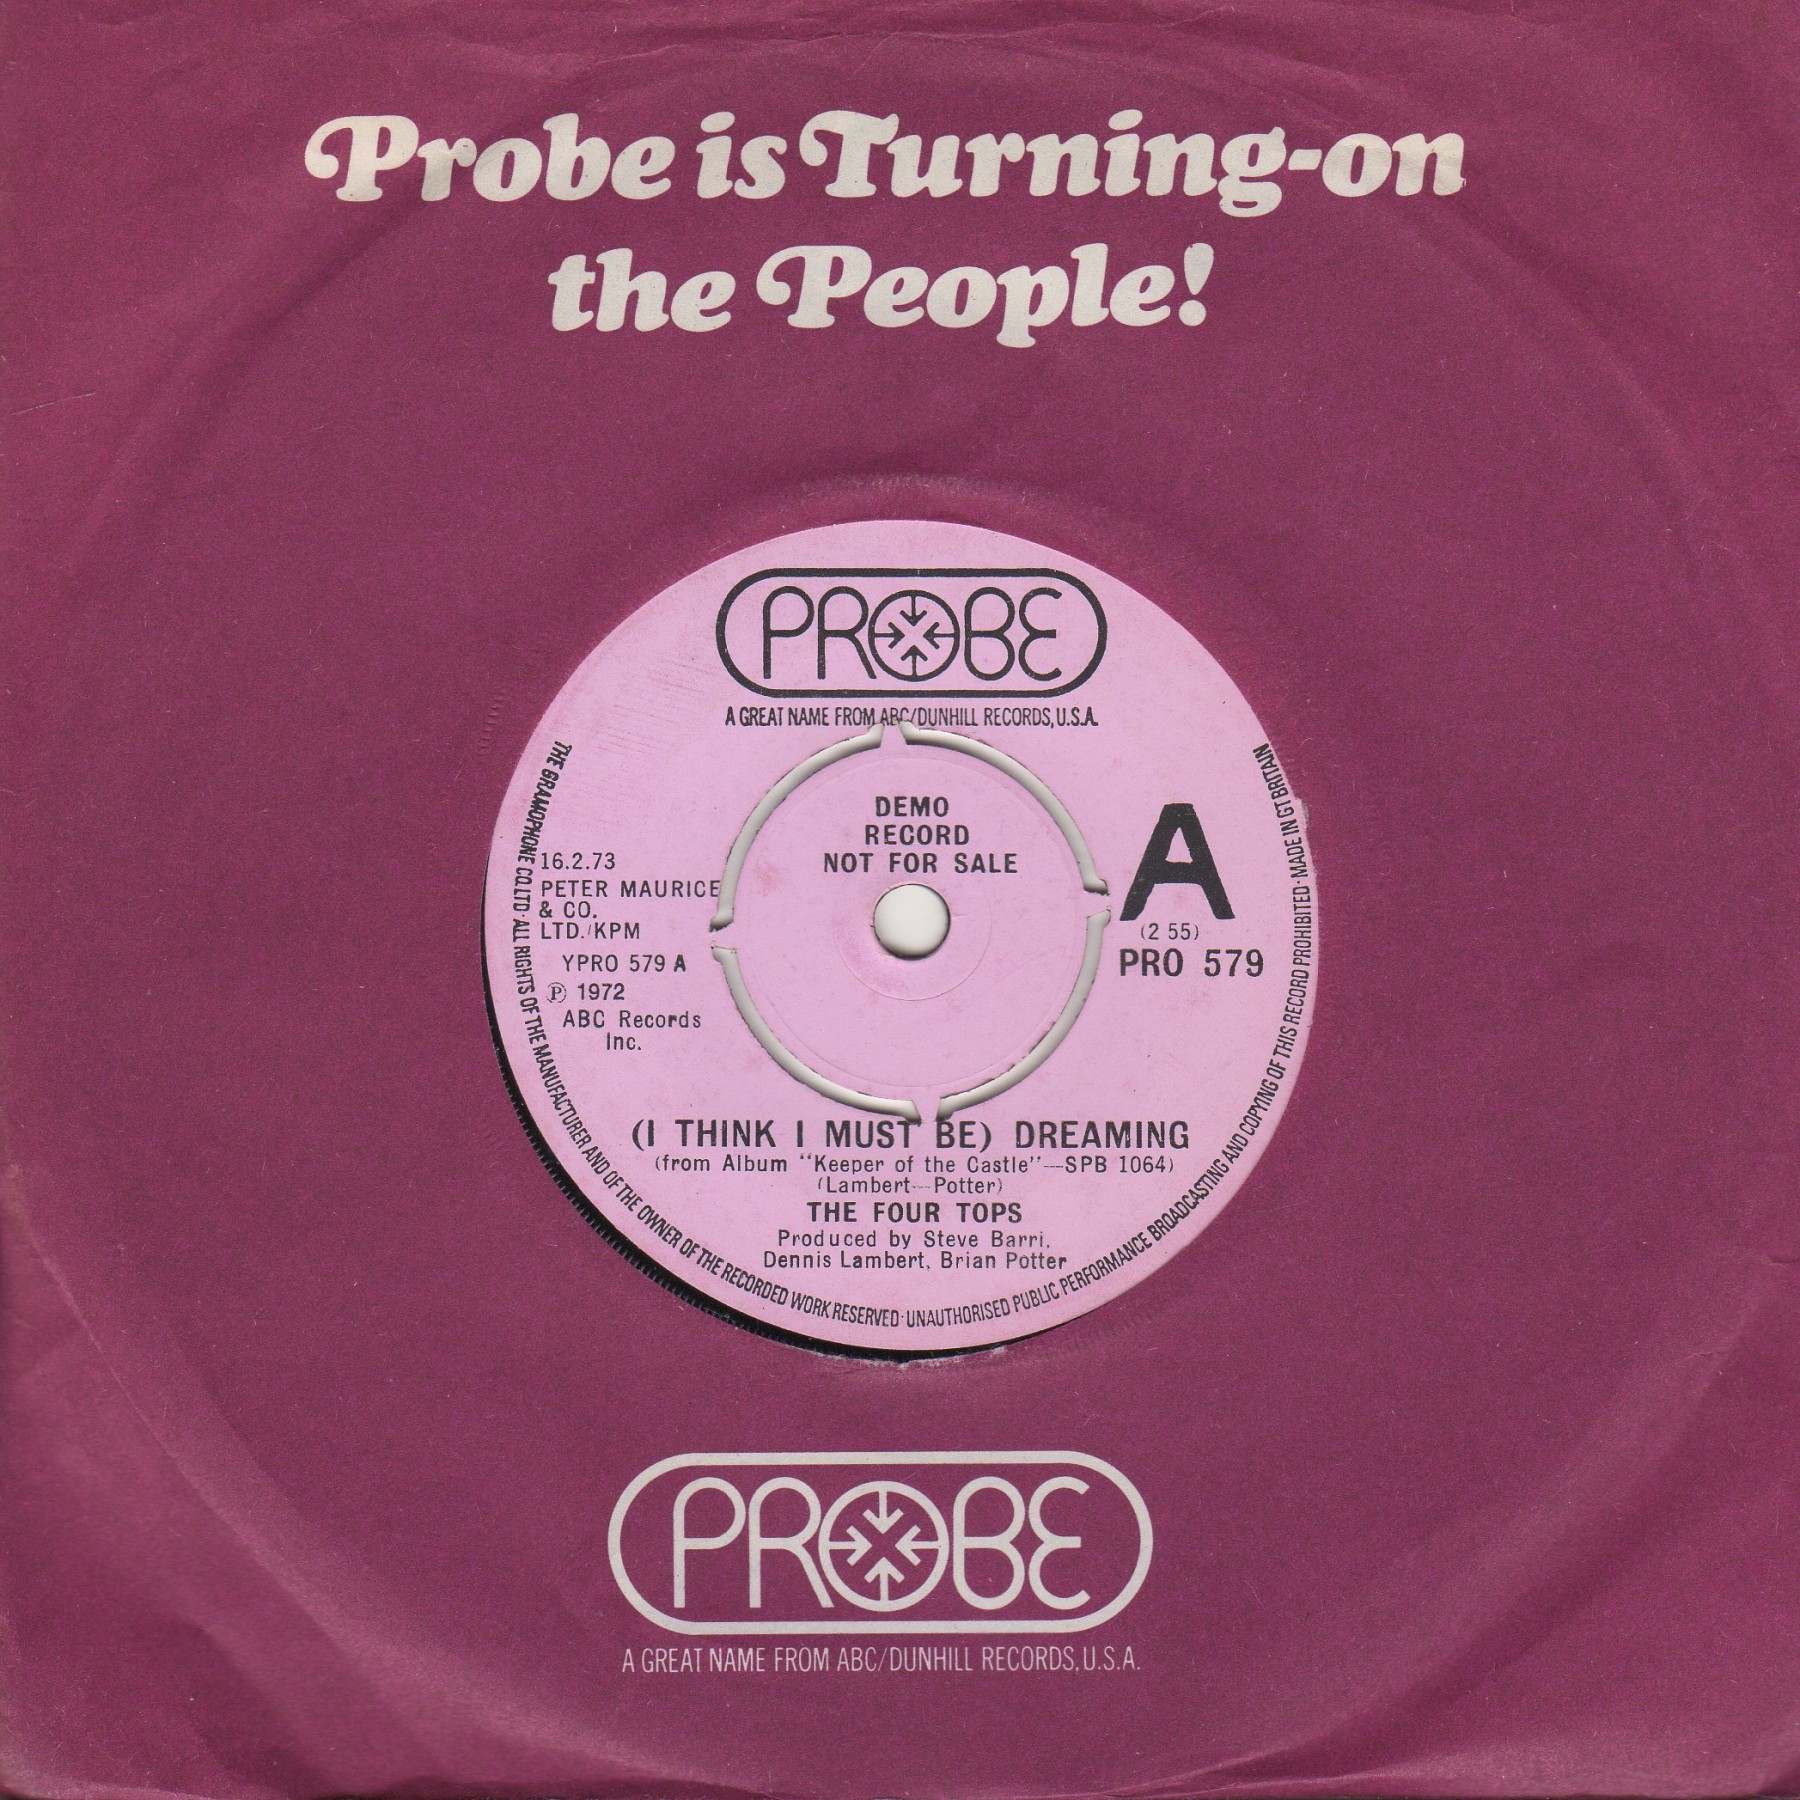 Probe is Turning-on
the People!
PROBE
A GREAT NAME FROM ABC/DUNHILL RECORDS, U.S.A.
DEMO
RECORD
NOT FOR SALE
16.2.73
PETER MAURICE
& CO.
LTD./KPM
YPRO 579 A
Ⓟ 1972
ABC Records
Inc.
A
(2 55)
PRO 579
(I THINK I MUST BE) DREAMING
(from Album "Keeper of the Castle"—SPB 1064)
(Lambert—Potter)
THE FOUR TOPS
Produced by Steve Barri,
Dennis Lambert, Brian Potter
THE GRAMOPHONE CO. LTD · ALL RIGHTS OF THE MANUFACTURER AND OF THE OWNER OF THE RECORDED WORK RESERVED · UNAUTHORISED PUBLIC PERFORMANCE BROADCASTING AND COPYING OF THIS RECORD PROHIBITED · MADE IN GT BRITAIN
PROBE
A GREAT NAME FROM ABC/DUNHILL RECORDS, U.S.A.